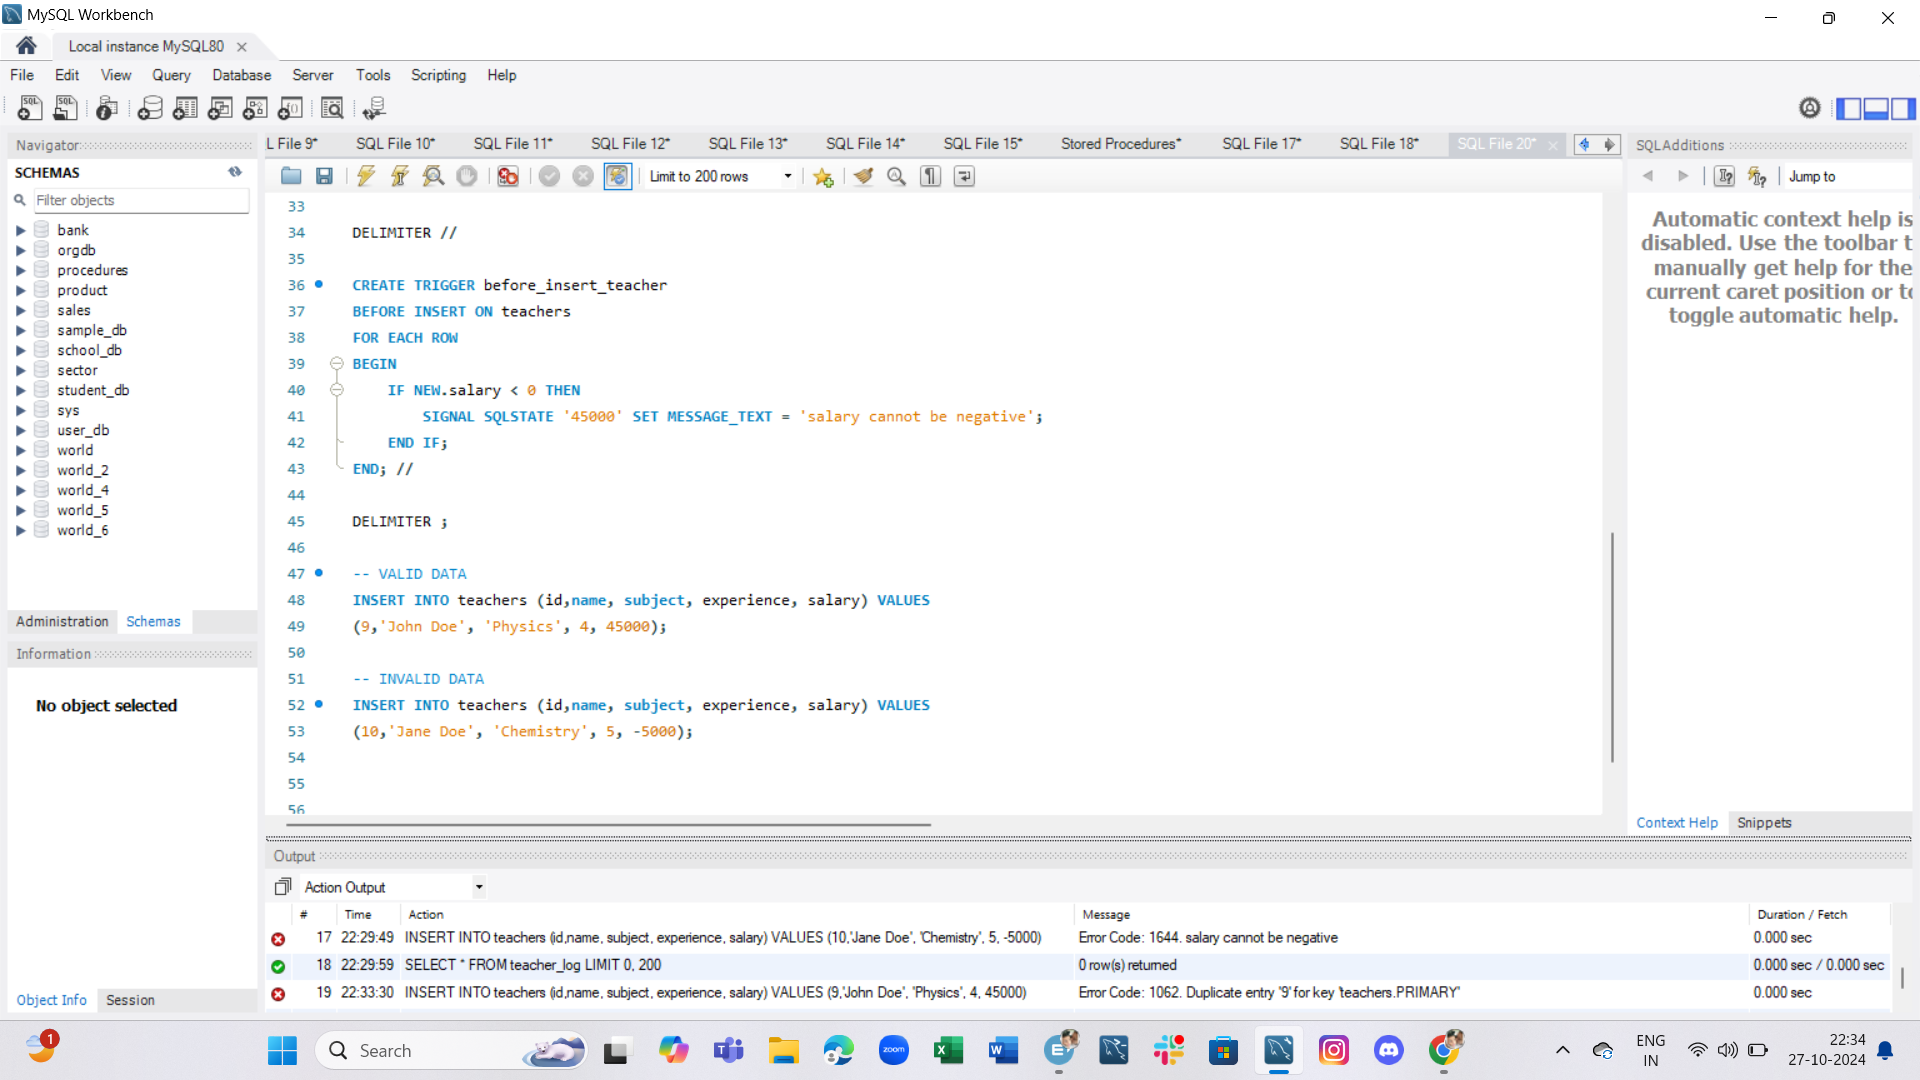 MySQL Workbench
Local instance MySQL80
File Edit View Query Database Server Tools Scripting Help
Navigator
L File 9* SQL File 10* SQL File 11* SQL File 12* SQL File 13* SQL File 14* SQL File 15* Stored Procedures* SQL File 17* SQL File 18* SQL File 20*
SQLAdditions
SCHEMAS
Limit to 200 rows
Jump to
Filter objects
bank
orgdb
procedures
product
sales
sample_db
school_db
sector
student_db
sys
user_db
world
world_2
world_4
world_5
world_6
Administration Schemas
Information
No object selected
Object Info Session
33
34 DELIMITER //
35
36 CREATE TRIGGER before_insert_teacher
37 BEFORE INSERT ON teachers
38 FOR EACH ROW
39 BEGIN
40 IF NEW.salary < 0 THEN
41 SIGNAL SQLSTATE '45000' SET MESSAGE_TEXT = 'salary cannot be negative';
42 END IF;
43 END; //
44
45 DELIMITER ;
46
47 -- VALID DATA
48 INSERT INTO teachers (id,name, subject, experience, salary) VALUES
49 (9,'John Doe', 'Physics', 4, 45000);
50
51 -- INVALID DATA
52 INSERT INTO teachers (id,name, subject, experience, salary) VALUES
53 (10,'Jane Doe', 'Chemistry', 5, -5000);
54
55
56
Automatic context help is
disabled. Use the toolbar t
manually get help for the
current caret position or to
toggle automatic help.
Context Help Snippets
Output
Action Output
# Time Action Message Duration / Fetch
17 22:29:49 INSERT INTO teachers (id,name, subject, experience, salary) VALUES (10,'Jane Doe', 'Chemistry', 5, -5000) Error Code: 1644. salary cannot be negative 0.000 sec
18 22:29:59 SELECT * FROM teacher_log LIMIT 0, 200 0 row(s) returned 0.000 sec / 0.000 sec
19 22:33:30 INSERT INTO teachers (id,name, subject, experience, salary) VALUES (9,'John Doe', 'Physics', 4, 45000) Error Code: 1062. Duplicate entry '9' for key 'teachers.PRIMARY' 0.000 sec
1
Search
zoom
ENG
IN
22:34
27-10-2024